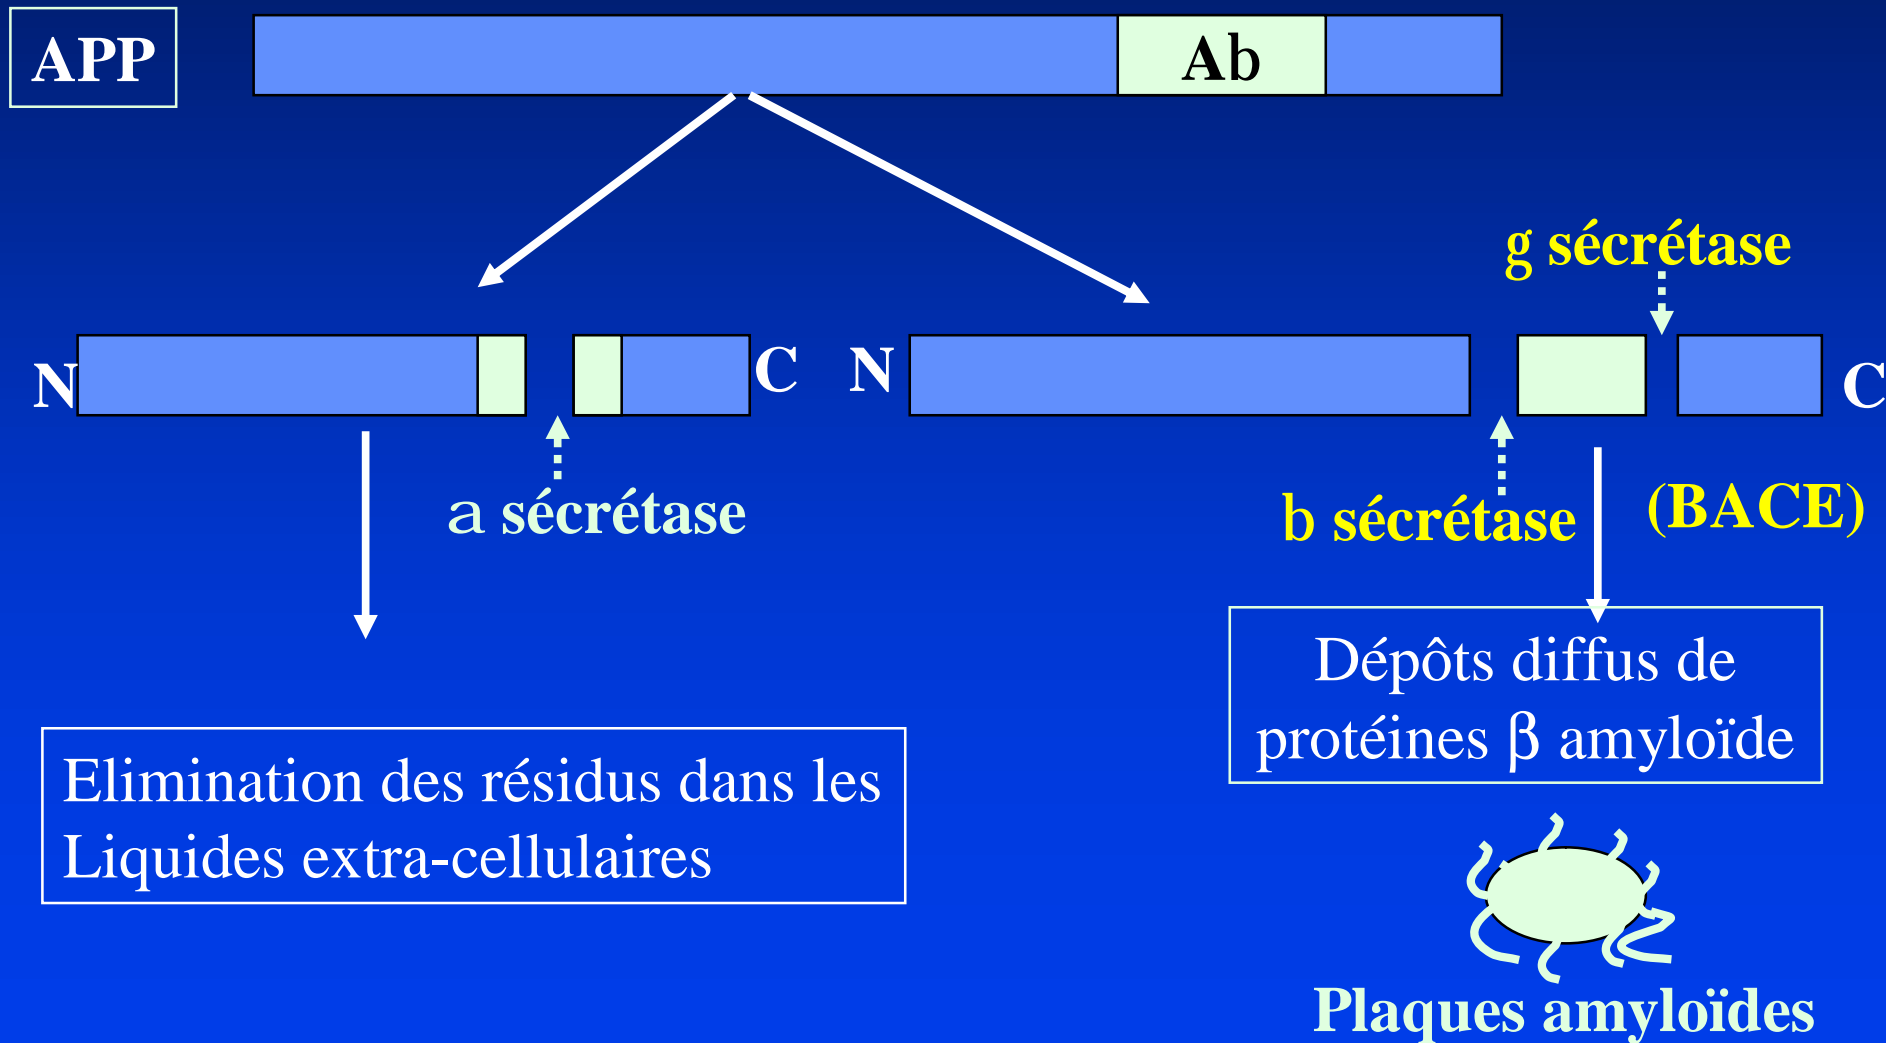 APP
Ab
g sécrétase
N
C
N
C
a sécrétase
b sécrétase
(BACE)
Dépôts diffus de
protéines β amyloïde
Elimination des résidus dans les
Liquides extra-cellulaires
Plaques amyloïdes